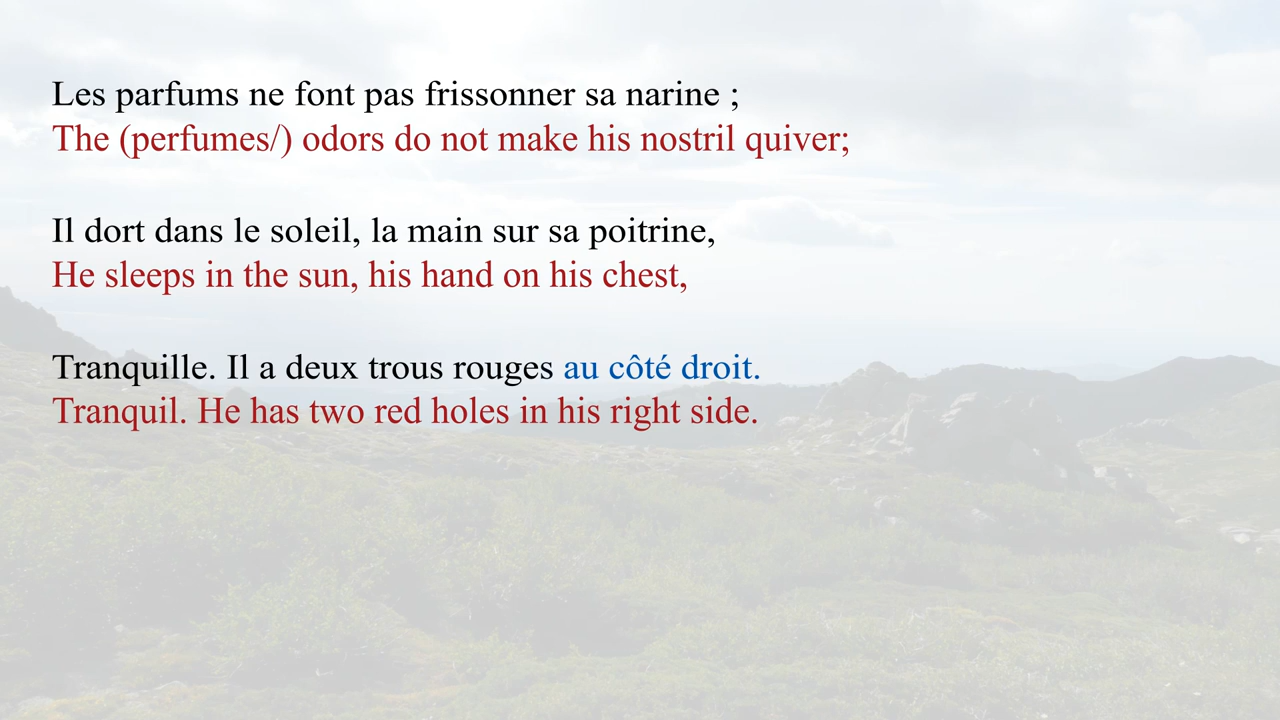 Les parfums ne font pas frissonner sa narine ;
The (perfumes/) odors do not make his nostril quiver;
Il dort dans le soleil, la main sur sa poitrine,
He sleeps in the sun, his hand on his chest,
Tranquille. Il a deux trous rouges au côté droit.
Tranquil. He has two red holes in his right side.